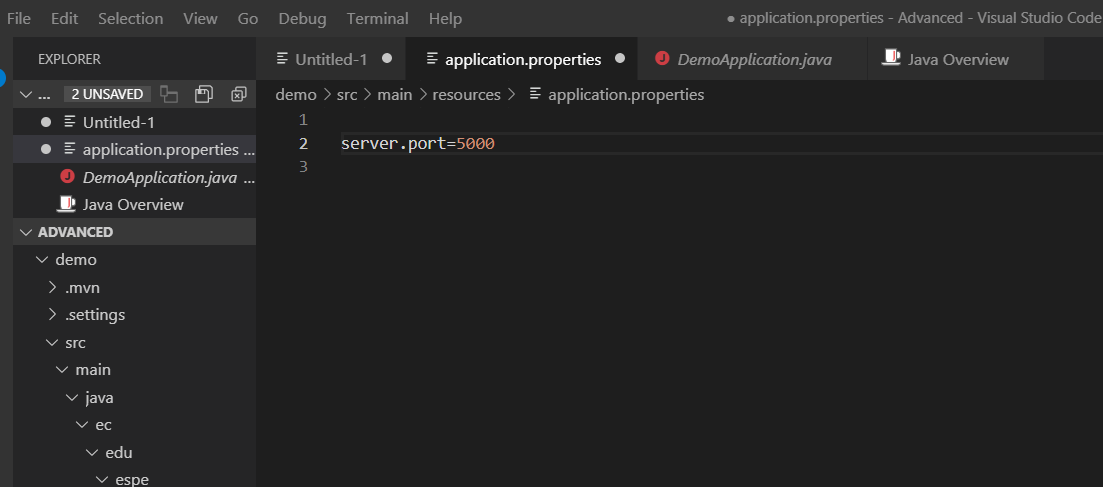 File Edit Selection View Go Debug Terminal Help ● application.properties - Advanced - Visual Studio Code
EXPLORER
Untitled-1
application.properties
DemoApplication.java
Java Overview
... 2 UNSAVED
Untitled-1
application.properties ...
DemoApplication.java ...
Java Overview
ADVANCED
demo
.mvn
.settings
src
main
java
ec
edu
espe
demo > src > main > resources > application.properties
1
2 server.port=5000
3